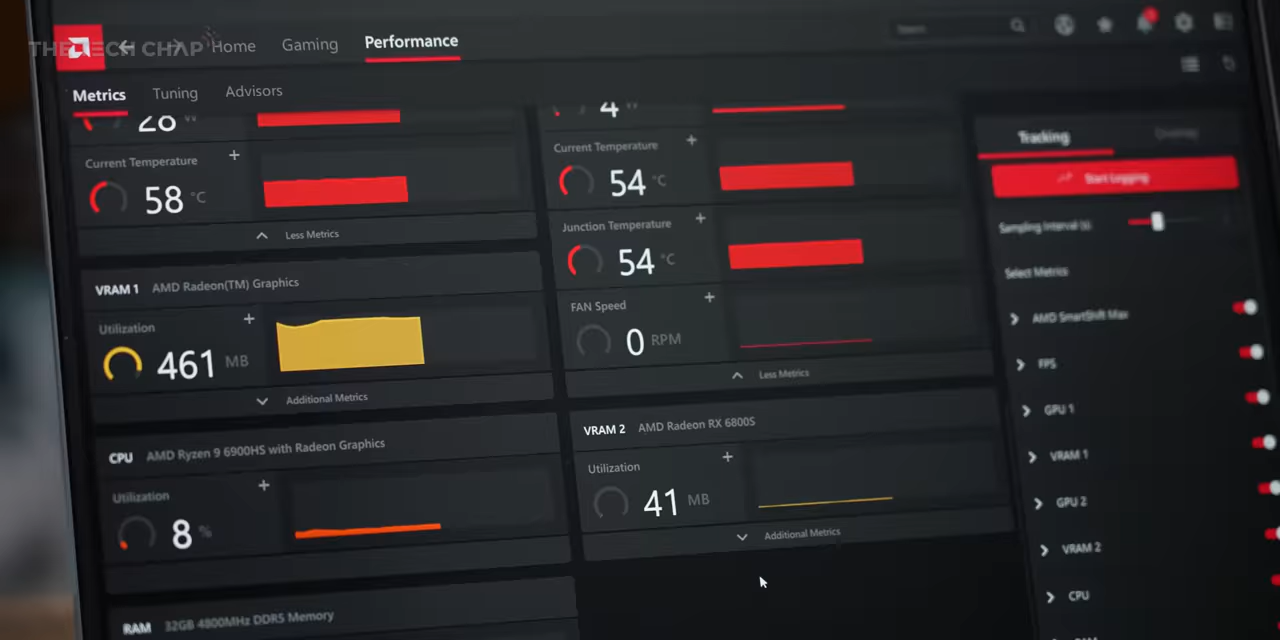 THE TECH CHAP
Home
Gaming
Performance
Search
Metrics
Tuning
Advisors
28 W
4 W
Current Temperature
58 °C
Less Metrics
Current Temperature
54 °C
Junction Temperature
54 °C
FAN Speed
0 RPM
Less Metrics
VRAM 1 AMD Radeon(TM) Graphics
Utilization
461 MB
Additional Metrics
CPU AMD Ryzen 9 6900HS with Radeon Graphics
Utilization
8 %
VRAM 2 AMD Radeon RX 6800S
Utilization
41 MB
Additional Metrics
RAM 32GB 4800MHz DDR5 Memory
Tracking
Overlay
Start Logging
Sampling Interval (s)
Select Metrics
AMD SmartShift Max
FPS
GPU 1
VRAM 1
GPU 2
VRAM 2
CPU